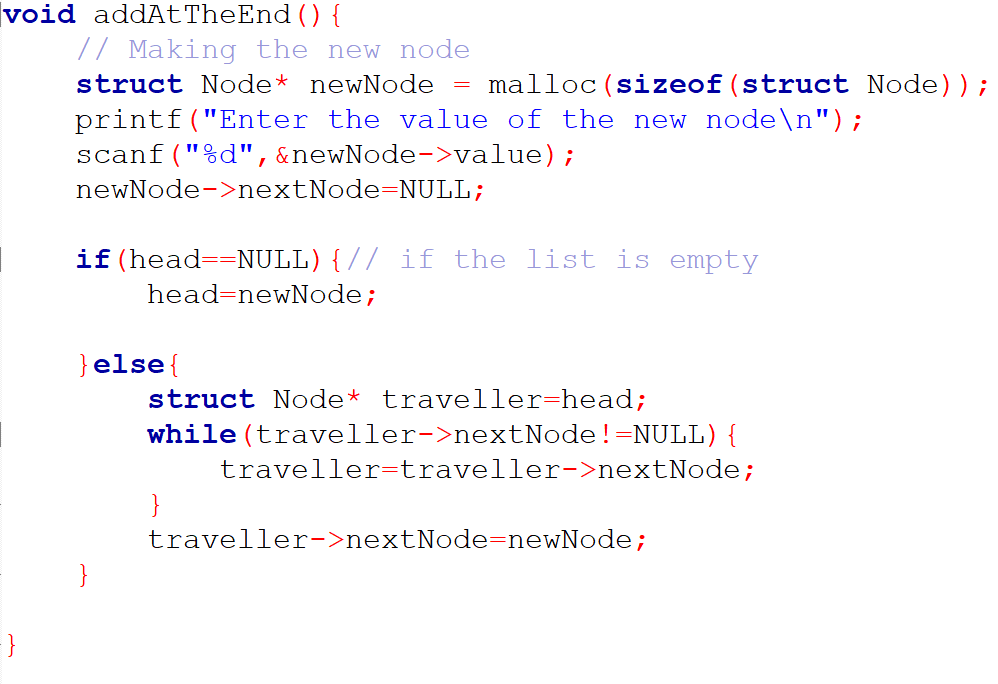 void addAtTheEnd(){
    // Making the new node
    struct Node* newNode = malloc(sizeof(struct Node));
    printf("Enter the value of the new node\n");
    scanf("%d",&newNode->value);
    newNode->nextNode=NULL;

    if(head==NULL){// if the list is empty
        head=newNode;

    }else{
        struct Node* traveller=head;
        while(traveller->nextNode!=NULL){
            traveller=traveller->nextNode;
        }
        traveller->nextNode=newNode;
    }

}